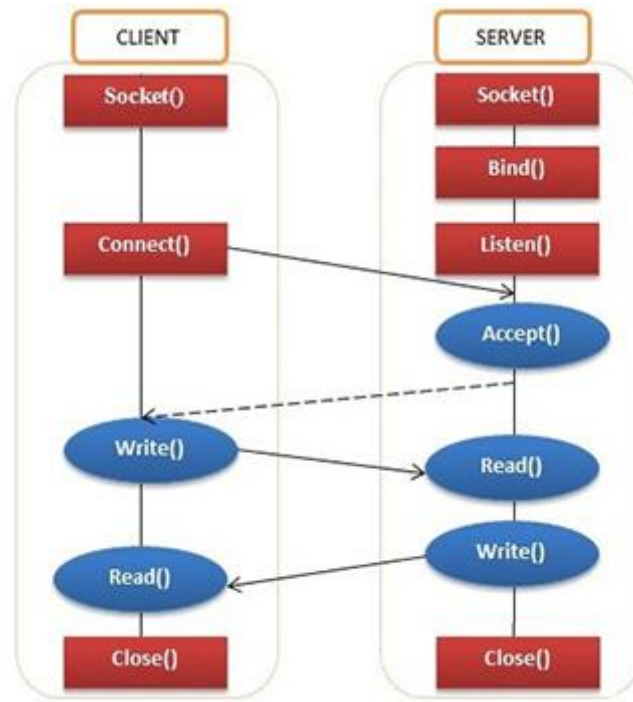 CLIENT
SERVER
Socket()
Socket()
Bind()
Connect()
Listen()
Accept()
Write()
Read()
Write()
Read()
Close()
Close()